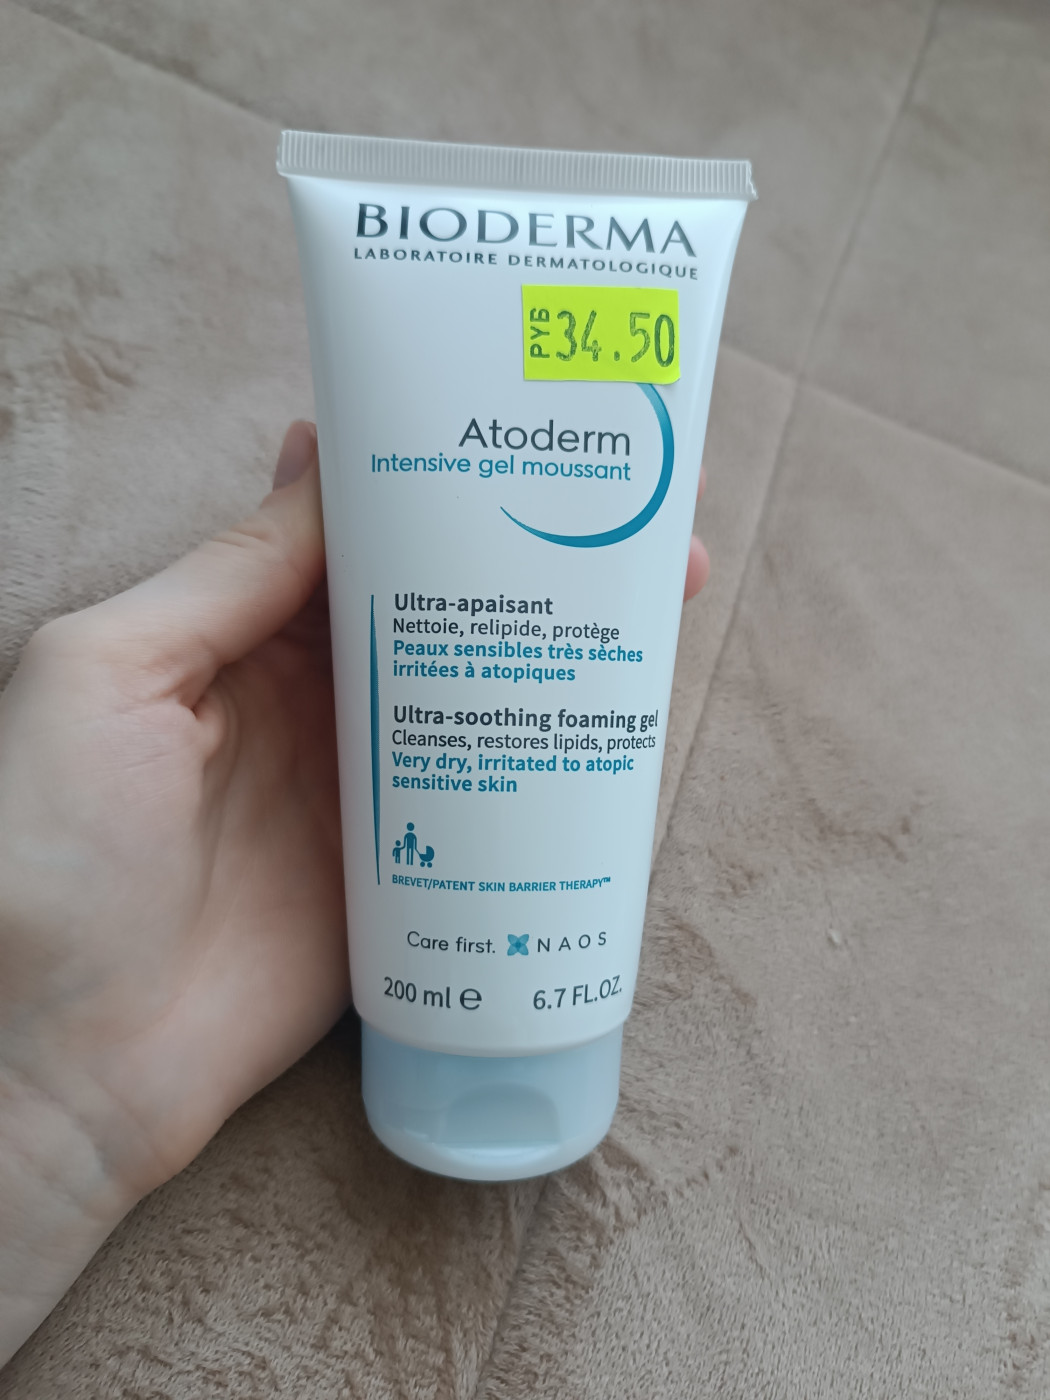 BIODERMA
LABORATOIRE DERMATOLOGIQUE
РУБ 34.50
Atoderm
Intensive gel moussant
Ultra-apaisant
Nettoie, relipide, protège
Peaux sensibles très sèches
irritées à atopiques
Ultra-soothing foaming gel
Cleanses, restores lipids, protects
Very dry, irritated to atopic
sensitive skin
BREVET/PATENT SKIN BARRIER THERAPY™
Care first. NAOS
200 ml ℮ 6.7 FL.OZ.